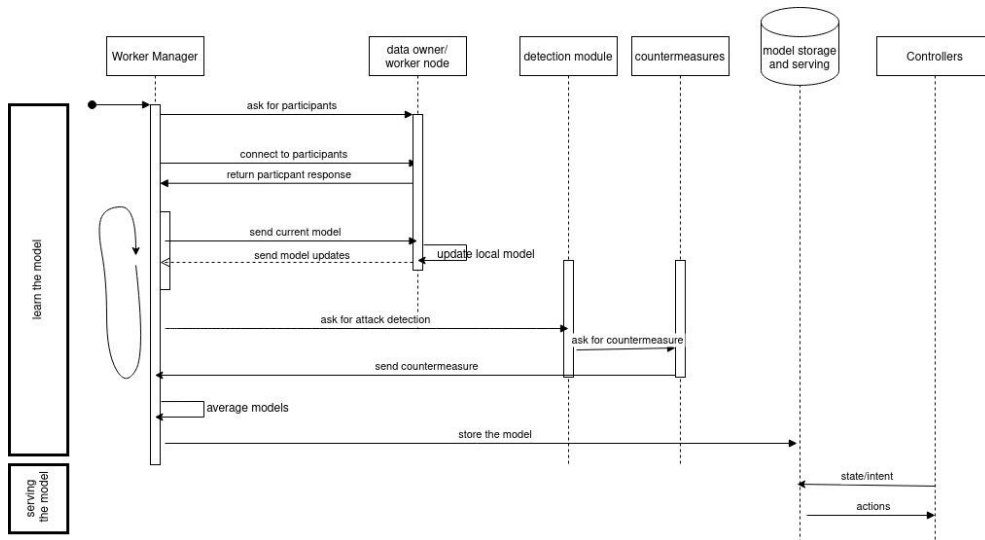 Worker Manager
data owner/
worker node
detection module
countermeasures
model storage
and serving
Controllers
ask for participants
connect to participants
return particpant response
send current model
update local model
send model updates
learn the model
ask for attack detection
ask for countermeasure
send countermeasure
average models
store the model
serving
the model
state/intent
actions